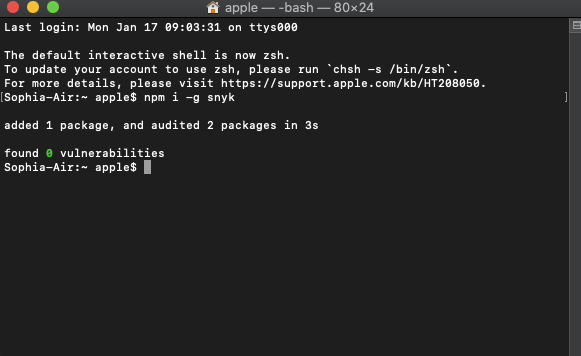 apple — -bash — 80×24
Last login: Mon Jan 17 09:03:31 on ttys000
The default interactive shell is now zsh.
To update your account to use zsh, please run `chsh -s /bin/zsh`.
For more details, please visit https://support.apple.com/kb/HT208050.
[Sophia-Air:~ apple$ npm i -g snyk ]
added 1 package, and audited 2 packages in 3s
found 0 vulnerabilities
Sophia-Air:~ apple$